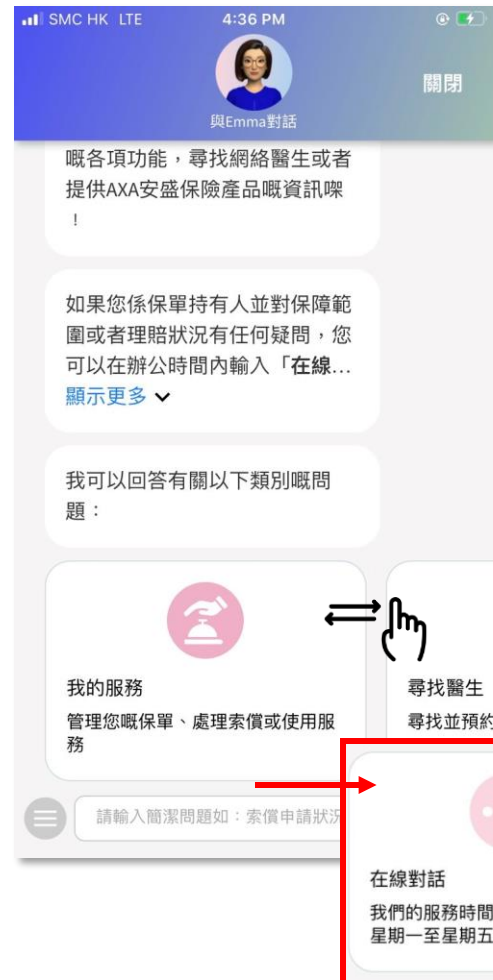 SMC HK LTE 4:36 PM
關閉
與Emma對話
嘅各項功能，尋找網絡醫生或者
提供AXA安盛保險產品嘅資訊㗎
！
如果您係保單持有人並對保障範
圍或者理賠狀況有任何疑問，您
可以在辦公時間內輸入「在線...
顯示更多
我可以回答有關以下類別嘅問
題：
我的服務
管理您嘅保單、處理索償或使用服
務
尋找醫生
尋找並預約
請輸入簡潔問題如：索償申請狀況
在線對話
我們的服務時間
星期一至星期五